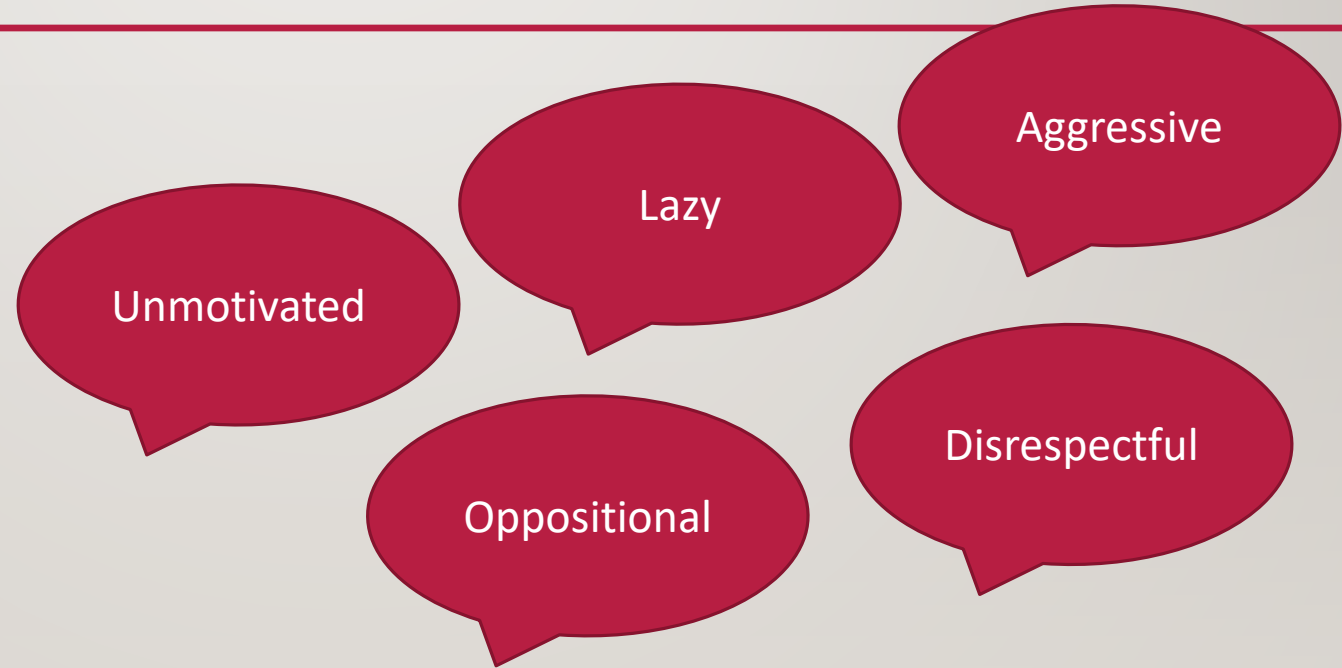 Aggressive
Lazy
Unmotivated
Disrespectful
Oppositional